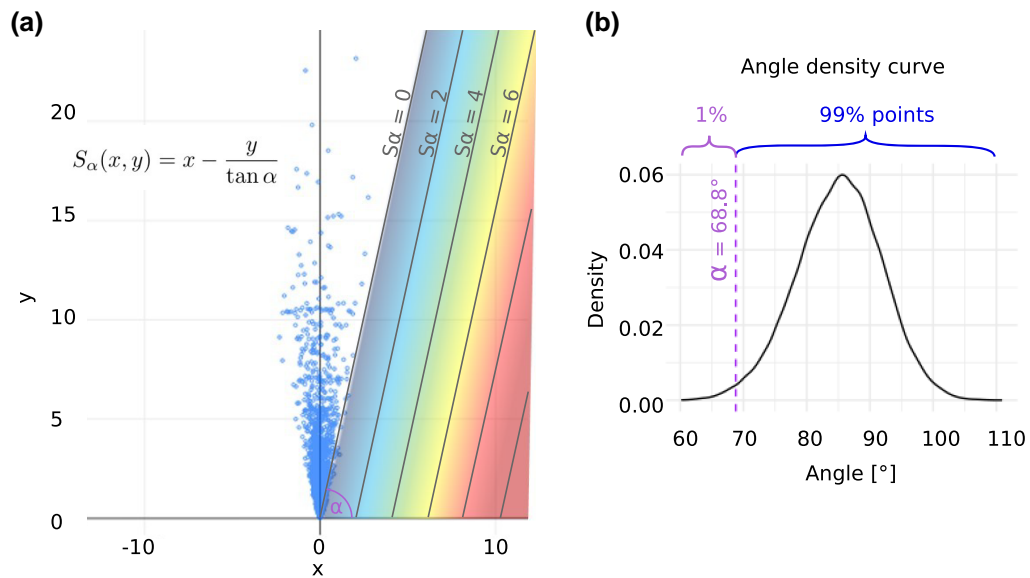 (a)
y
20
15
10
5
0
-10
0
10
x
Sα(x, y) = x − y / tan α
Sα = 0
Sα = 2
Sα = 4
Sα = 6
α
(b)
Angle density curve
1%
99% points
α = 68.8°
Density
0.06
0.04
0.02
0.00
60 70 80 90 100 110
Angle [°]